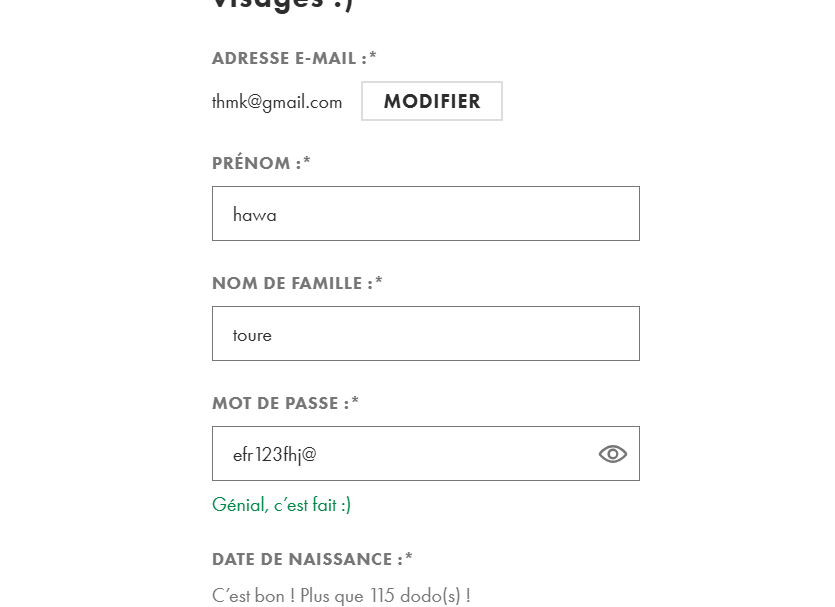 visages :)
ADRESSE E-MAIL :*
thmk@gmail.com MODIFIER
PRÉNOM :*
hawa
NOM DE FAMILLE :*
toure
MOT DE PASSE :*
efr123fhj@
Génial, c’est fait :)
DATE DE NAISSANCE :*
C’est bon ! Plus que 115 dodo(s) !